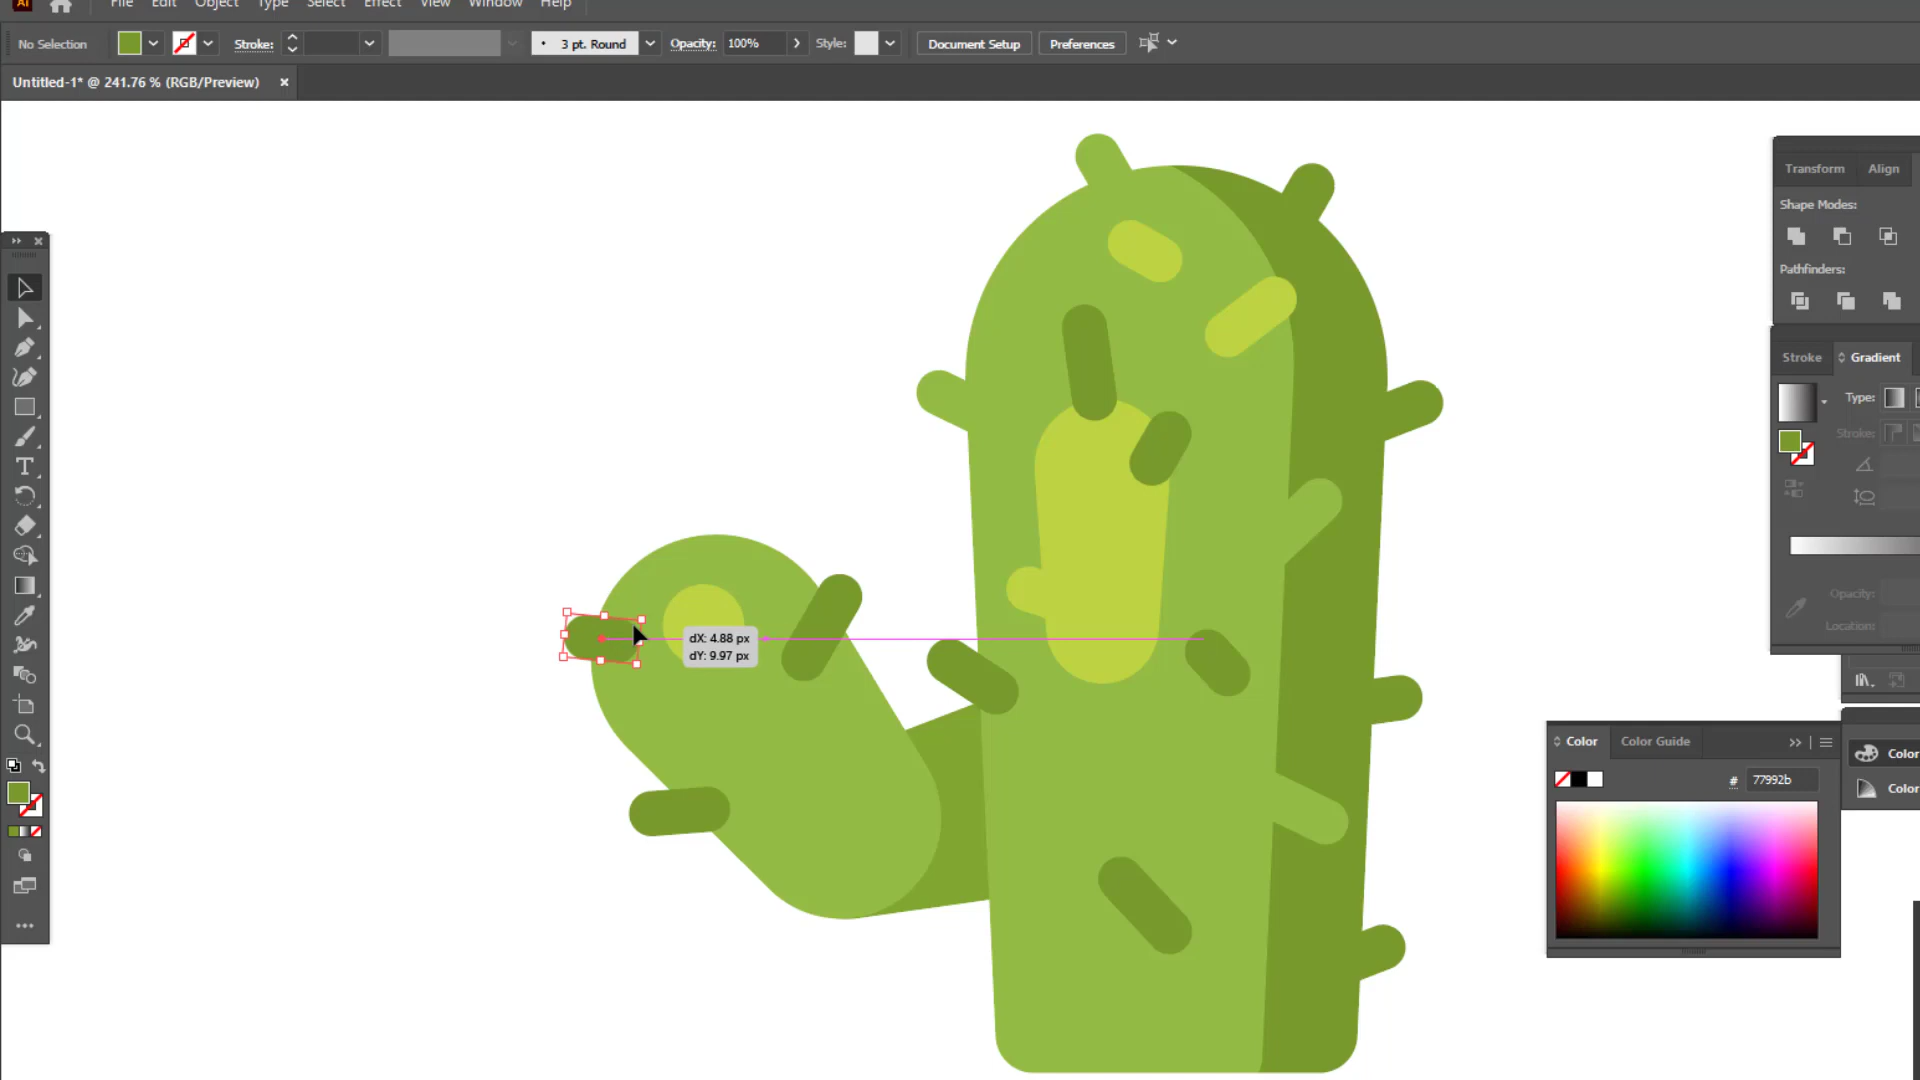 Ai File Edit Object Type Select Effect View Window Help
No Selection Stroke: 3 pt. Round Opacity: 100% Style: Document Setup Preferences
Untitled-1* @ 241.76 % (RGB/Preview)
Transform Align
Shape Modes:
Pathfinders:
Stroke Gradient
Type:
Stroke:
Opacity:
Location:
dX: 4.88 px
dY: 9.97 px
Color Color Guide
# 77992b
Color
Color